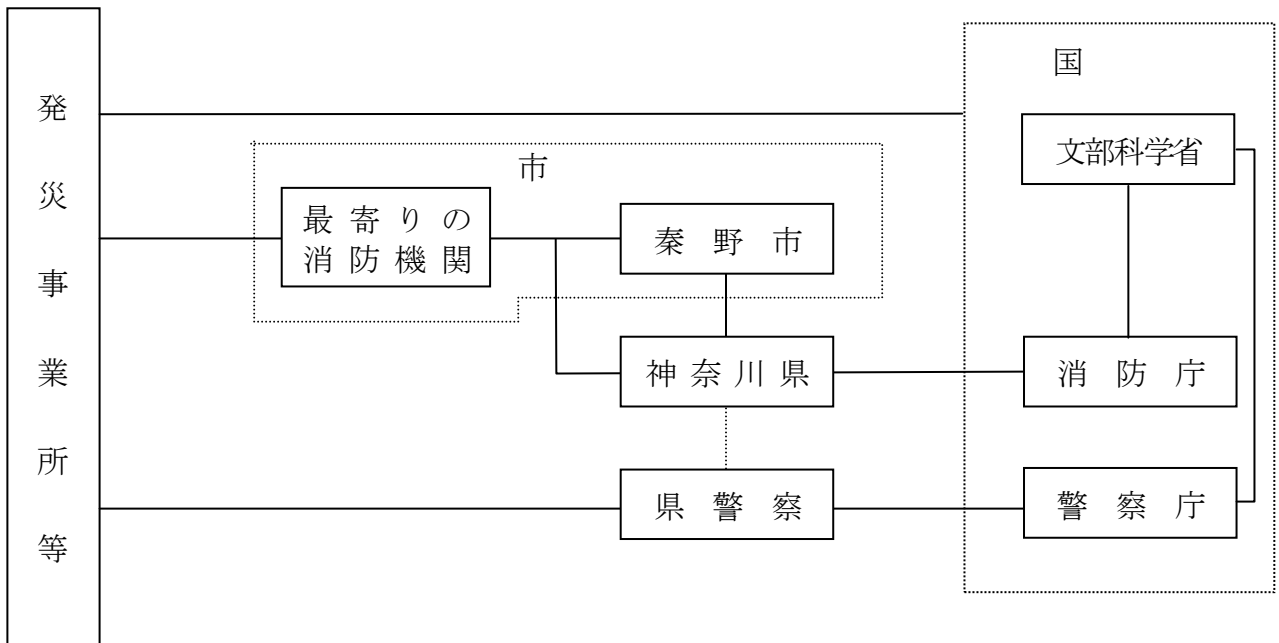 発災事業所等
国
文部科学省
市
最寄りの
消防機関
秦野市
神奈川県
消防庁
県警察
警察庁